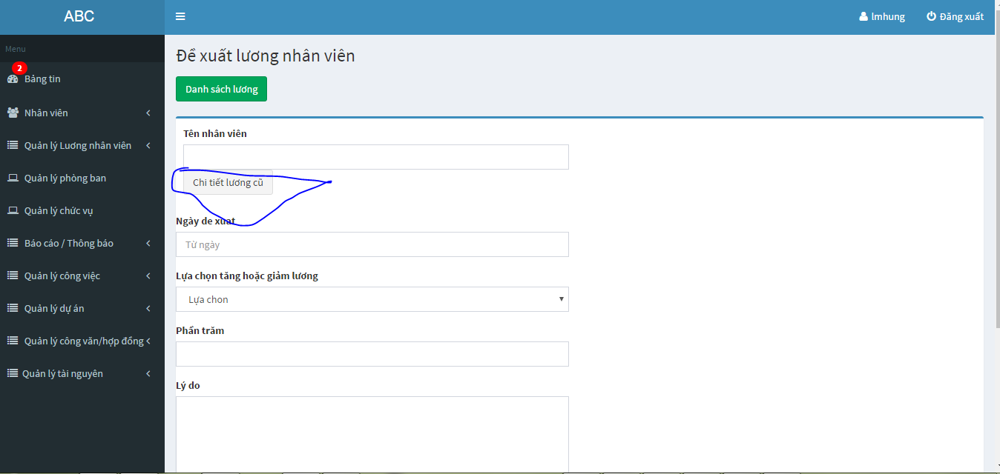 ABC
lmhung
Đăng xuất
Menu
2
Bảng tin
Nhân viên
Quản lý Lương nhân viên
Quản lý phòng ban
Quản lý chức vụ
Báo cáo / Thông báo
Quản lý công việc
Quản lý dự án
Quản lý công văn/hợp đồng
Quản lý tài nguyên
Đề xuất lương nhân viên
Danh sách lương
Tên nhân viên
Chi tiết lương cũ
Ngày de xuat
Từ ngày
Lựa chọn tăng hoặc giảm lương
Lựa chon
Phần trăm
Lý do